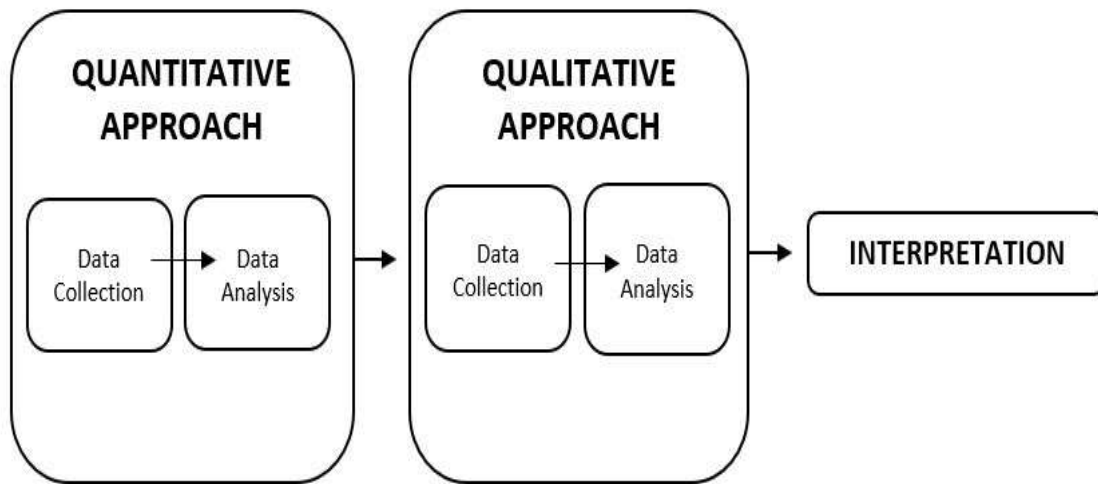 QUANTITATIVE
APPROACH
Data
Collection
Data
Analysis
QUALITATIVE
APPROACH
Data
Collection
Data
Analysis
INTERPRETATION